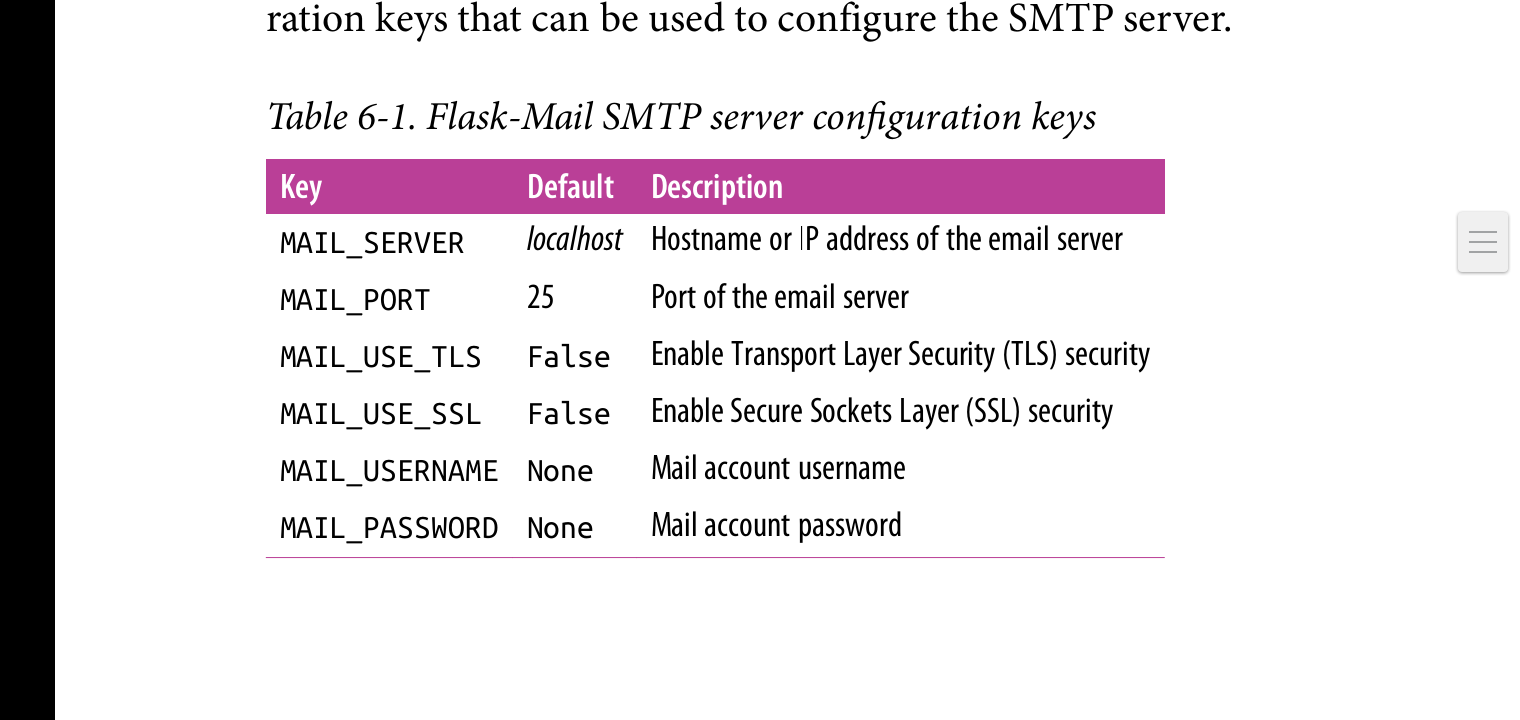 ration keys that can be used to configure the SMTP server.
Table 6-1. Flask-Mail SMTP server configuration keys
Key Default Description
MAIL_SERVER localhost Hostname or IP address of the email server
MAIL_PORT 25 Port of the email server
MAIL_USE_TLS False Enable Transport Layer Security (TLS) security
MAIL_USE_SSL False Enable Secure Sockets Layer (SSL) security
MAIL_USERNAME None Mail account username
MAIL_PASSWORD None Mail account password